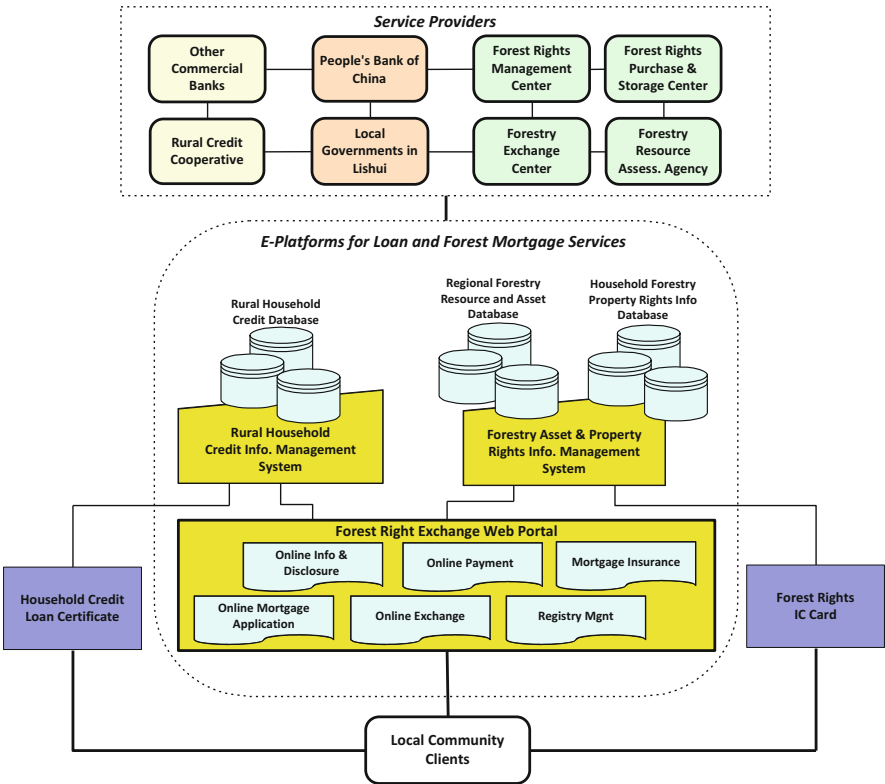 Service Providers
Other
Commercial
Banks
People's Bank of
China
Forest Rights
Management
Center
Forest Rights
Purchase &
Storage Center
Rural Credit
Cooperative
Local
Governments in
Lishui
Forestry
Exchange
Center
Forestry
Resource
Assess. Agency
E-Platforms for Loan and Forest Mortgage Services
Rural Household
Credit Database
Regional Forestry
Resource and Asset
Database
Household Forestry
Property Rights Info
Database
Rural Household
Credit Info. Management
System
Forestry Asset & Property
Rights Info. Management
System
Forest Right Exchange Web Portal
Online Info &
Disclosure
Online Payment
Mortgage Insurance
Online Mortgage
Application
Online Exchange
Registry Mgnt
Household Credit
Loan Certificate
Forest Rights
IC Card
Local Community
Clients